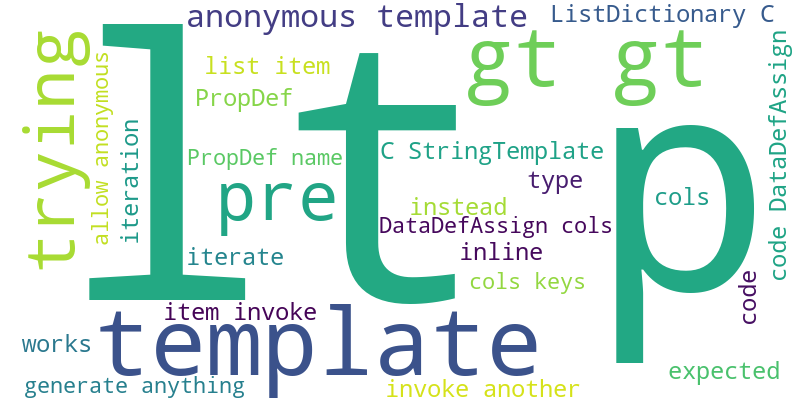 anonymous template
ListDictionary C
lt p
gt gt
trying
allow anonymous
iteration
list item
PropDef
PropDef name
pre
C StringTemplate
type
cols
instead
DataDefAssign cols
inline
iterate
cols keys
code DataDefAssign
code
item invoke
template
works
expected
generate anything
invoke another